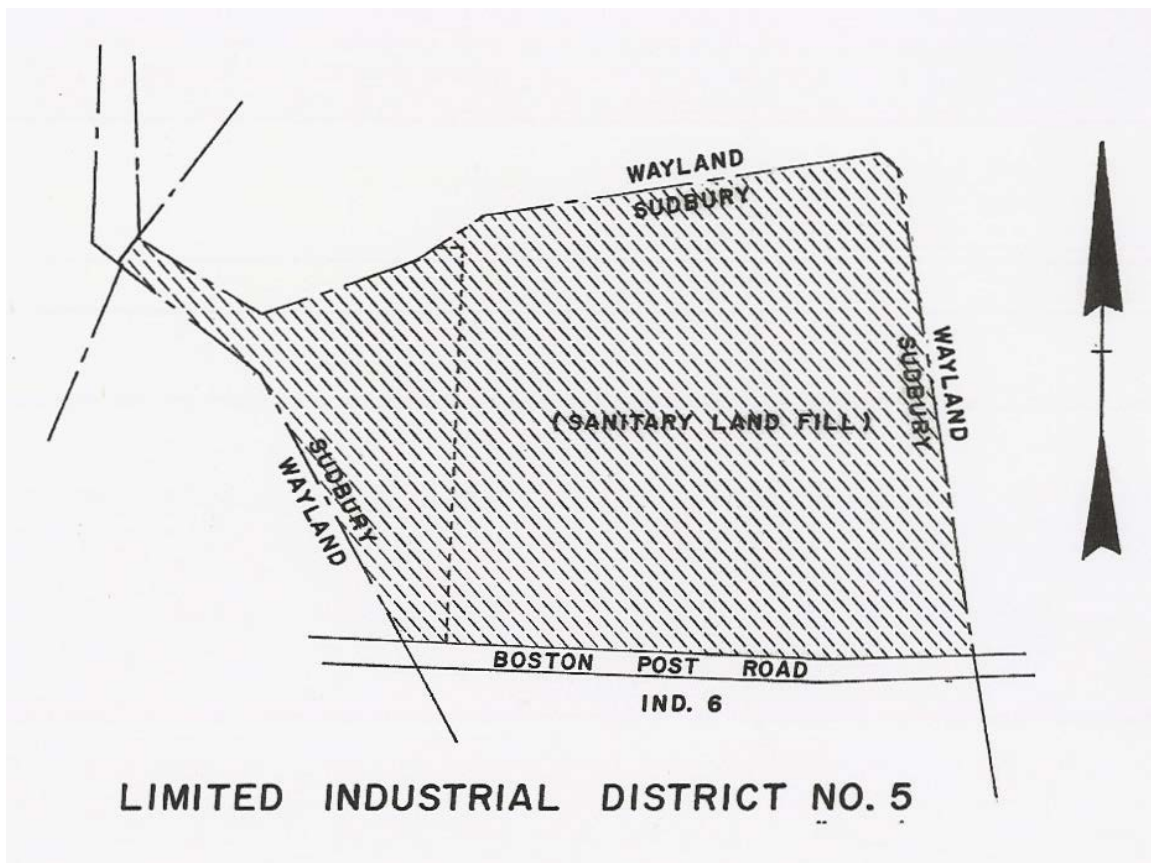 WAYLAND
SUDBURY
WAYLAND
SUDBURY
(SANITARY LAND FILL)
SUDBURY
WAYLAND
BOSTON POST ROAD
IND. 6
LIMITED INDUSTRIAL DISTRICT NO. 5